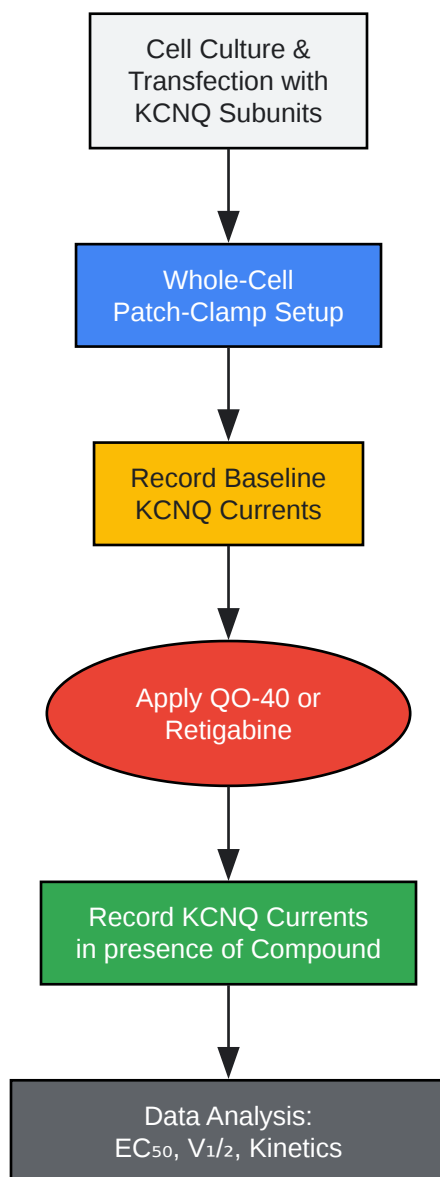 Cell Culture &
Transfection with
KCNQ Subunits
Whole-Cell
Patch-Clamp Setup
Record Baseline
KCNQ Currents
Apply QO-40 or
Retigabine
Record KCNQ Currents
in presence of Compound
Data Analysis:
EC₅₀, V₁/₂, Kinetics